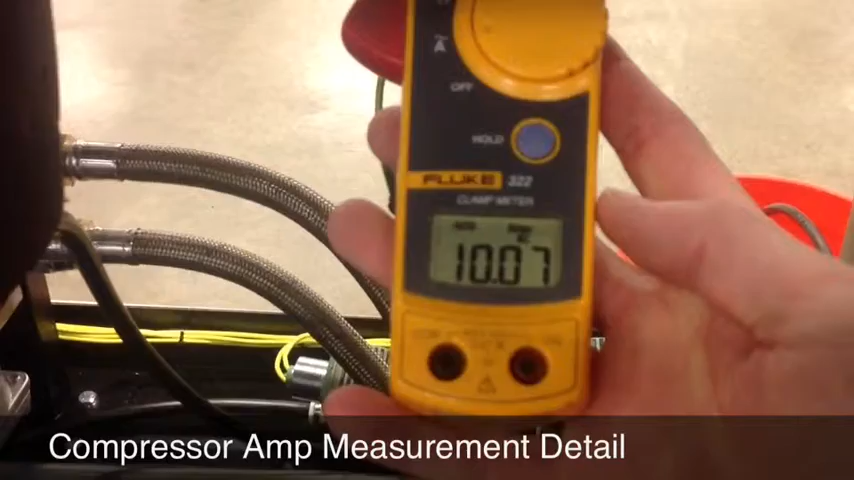 A
OFF
HOLD
FLUKE 322
CLAMP METER
10.07
Compressor Amp Measurement Detail